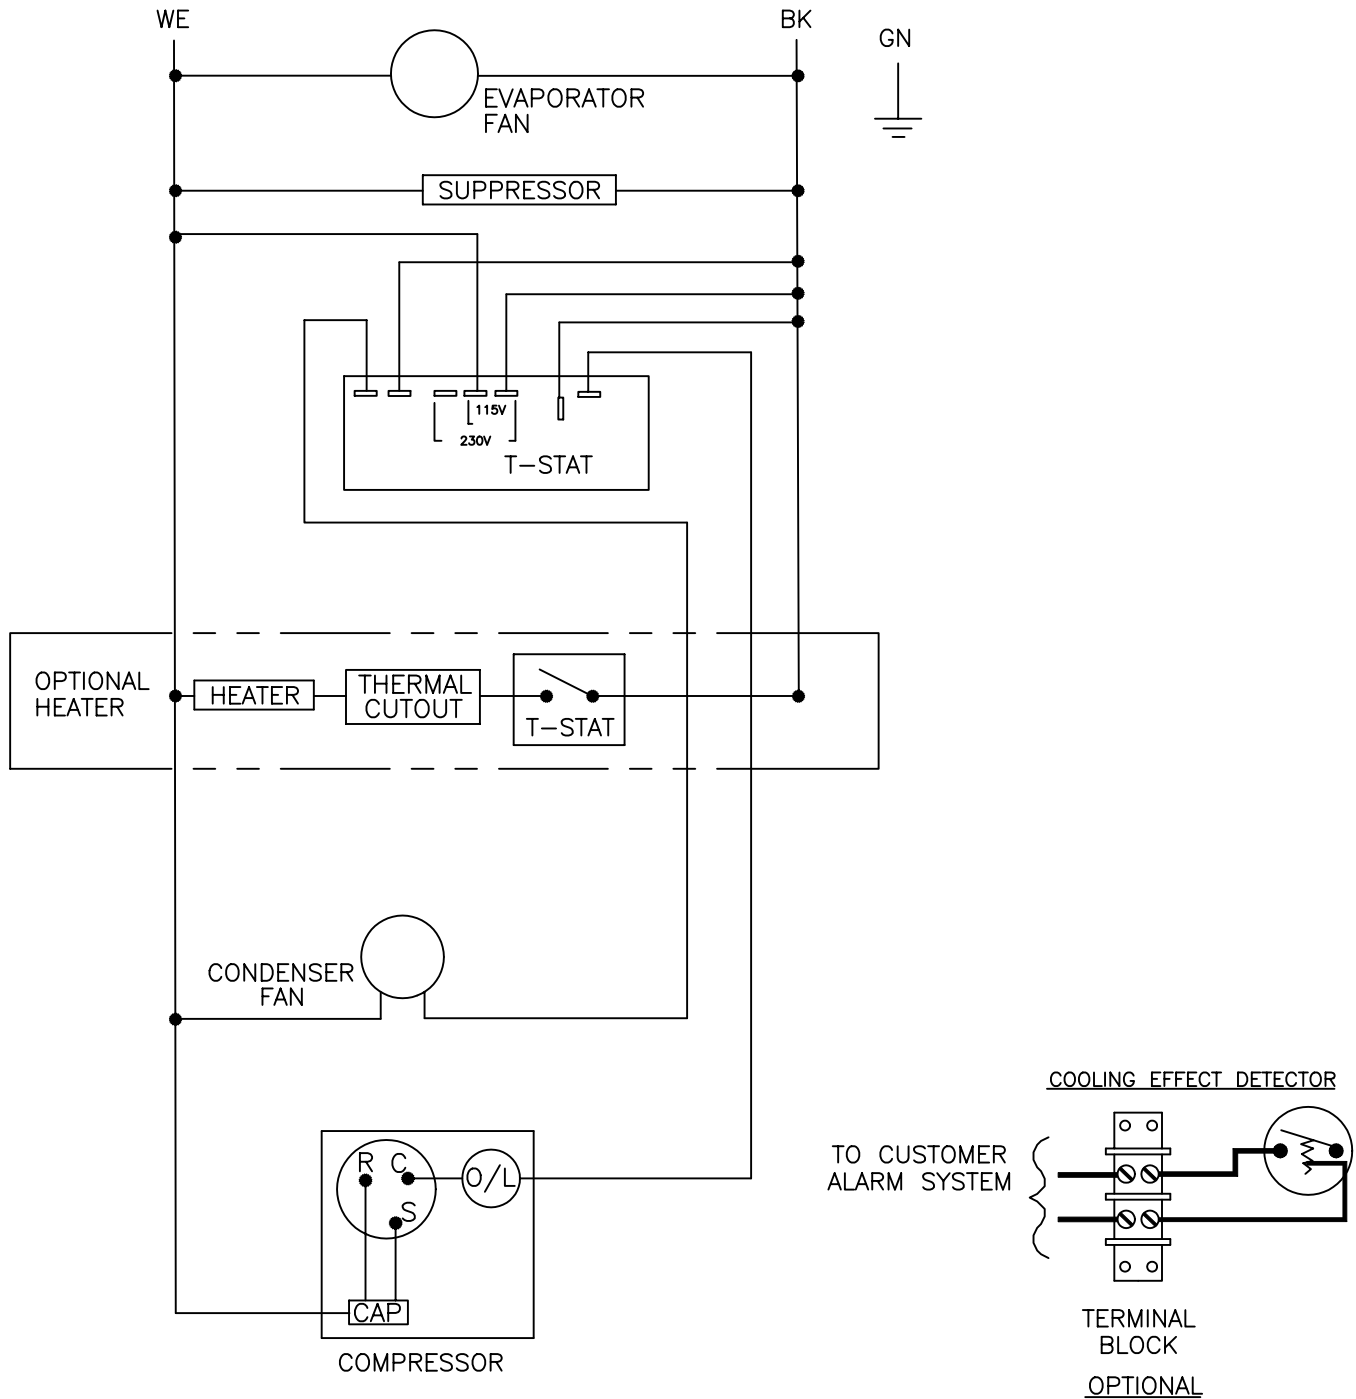 WE
BK
GN
EVAPORATOR
FAN
SUPPRESSOR
115V
230V
T-STAT
OPTIONAL
HEATER
HEATER
THERMAL
CUTOUT
T-STAT
CONDENSER
FAN
COOLING EFFECT DETECTOR
TO CUSTOMER
ALARM SYSTEM
R
C
O/L
S
CAP
COMPRESSOR
TERMINAL
BLOCK
OPTIONAL